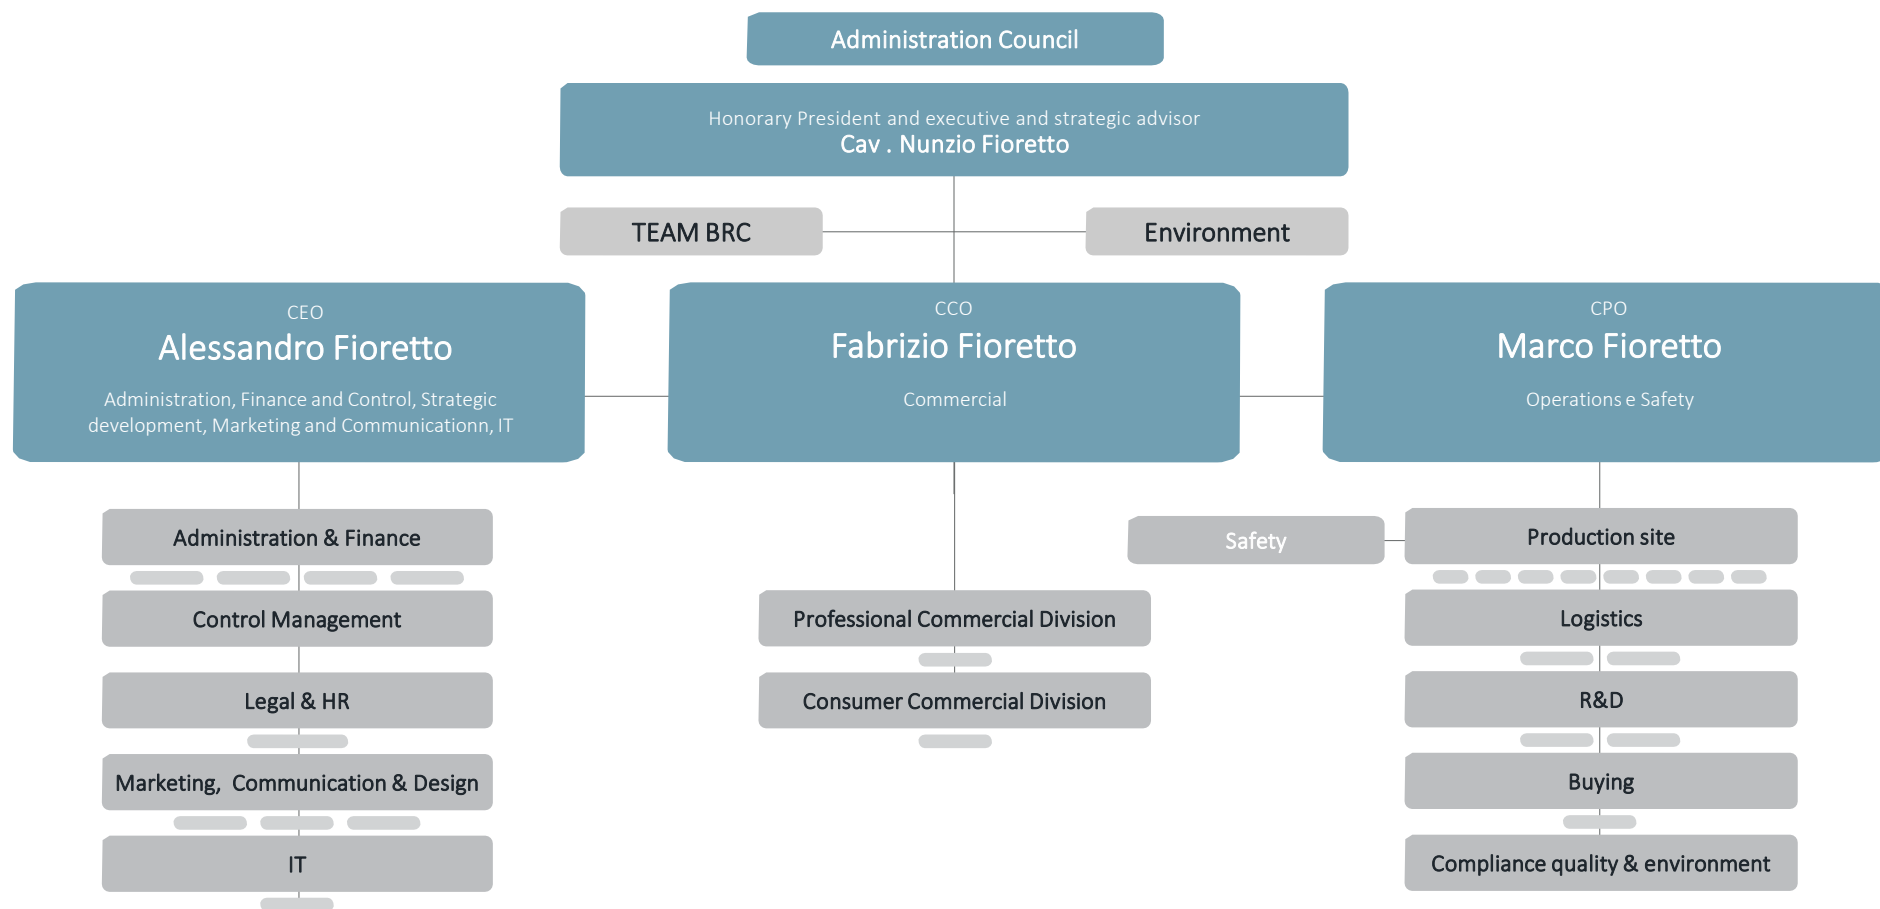 Administration Council
Honorary President and executive and strategic advisor
Cav . Nunzio Fioretto
TEAM BRC
Environment
CEO
Alessandro Fioretto
Administration, Finance and Control, Strategic
development, Marketing and Communicationn, IT
CCO
Fabrizio Fioretto
Commercial
CPO
Marco Fioretto
Operations e Safety
Administration & Finance
Control Management
Legal & HR
Marketing,  Communication & Design
IT
Professional Commercial Division
Consumer Commercial Division
Safety
Production site
Logistics
R&D
Buying
Compliance quality & environment